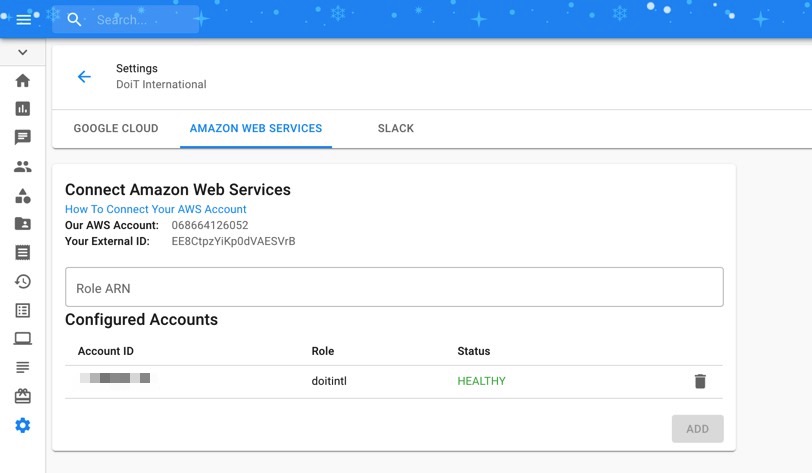 Search...
Settings
DoiT International
GOOGLE CLOUD
AMAZON WEB SERVICES
SLACK
Connect Amazon Web Services
How To Connect Your AWS Account
Our AWS Account: 068664126052
Your External ID: EE8CtpzYiKp0dVAESVrB
Role ARN
Configured Accounts
Account ID Role Status
doitintl HEALTHY
ADD